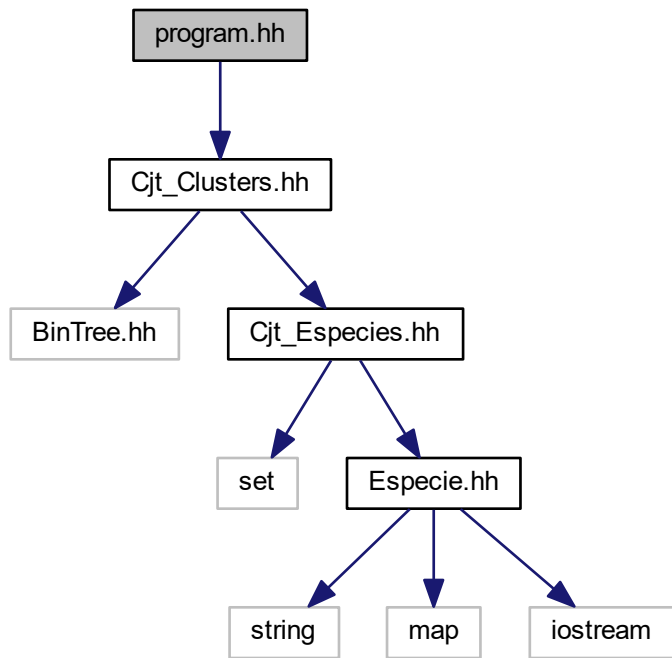 program.hh
Cjt_Clusters.hh
BinTree.hh
Cjt_Especies.hh
set
Especie.hh
string
map
iostream